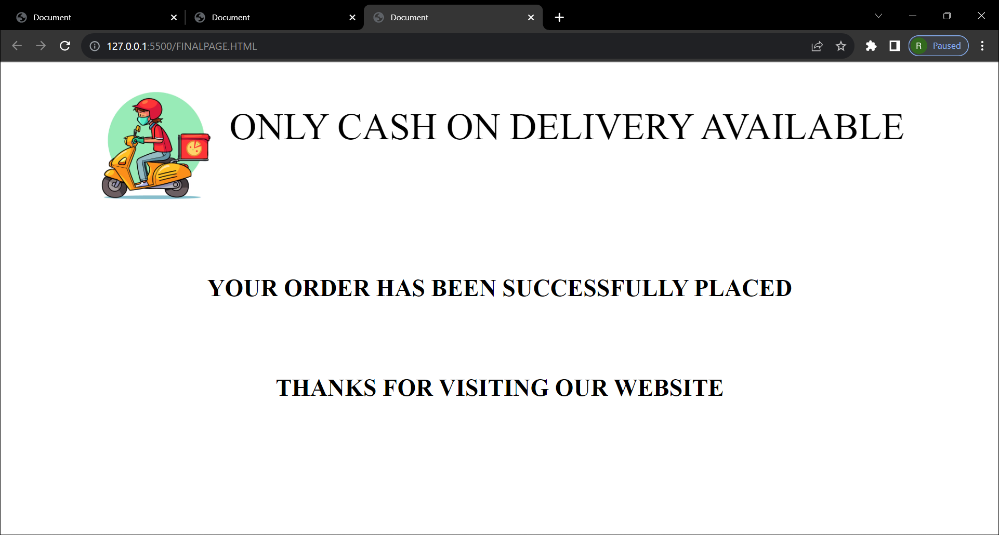 Document
Document
Document
127.0.0.1:5500/FINALPAGE.HTML
R
Paused
ONLY CASH ON DELIVERY AVAILABLE
YOUR ORDER HAS BEEN SUCCESSFULLY PLACED
THANKS FOR VISITING OUR WEBSITE